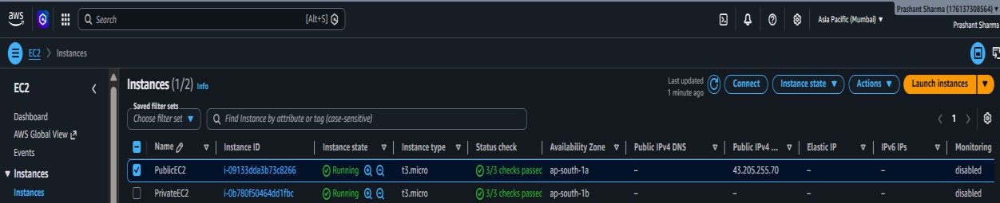 Prashant Sharma (176137308564) ▼
aws Search [Alt+S] Asia Pacific (Mumbai) ▼ Prashant Sharma
EC2 > Instances
EC2
Dashboard
AWS Global View
Events
▼ Instances
Instances
Instances (1/2) Info
Last updated
1 minute ago
Connect Instance state ▼ Actions ▼ Launch instances ▼
Saved filter sets
Choose filter set ▼ Find Instance by attribute or tag (case-sensitive) < 1 >
Name Instance ID Instance state Instance type Status check Availability Zone Public IPv4 DNS Public IPv4 ... Elastic IP IPv6 IPs Monitoring
PublicEC2 i-09133dda3b73c8266 Running t3.micro 3/3 checks passec ap-south-1a – 43.205.255.70 – – disabled
PrivateEC2 i-0b780f50464dd1fbc Running t3.micro 3/3 checks passec ap-south-1b – – – – disabled